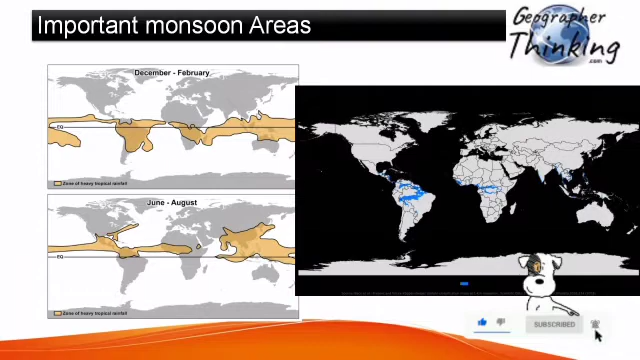 Important monsoon Areas
Geographer
Thinking
.com
December - February
EQ
Zone of heavy tropical rainfall
June - August
EQ
Zone of heavy tropical rainfall
SUBSCRIBED